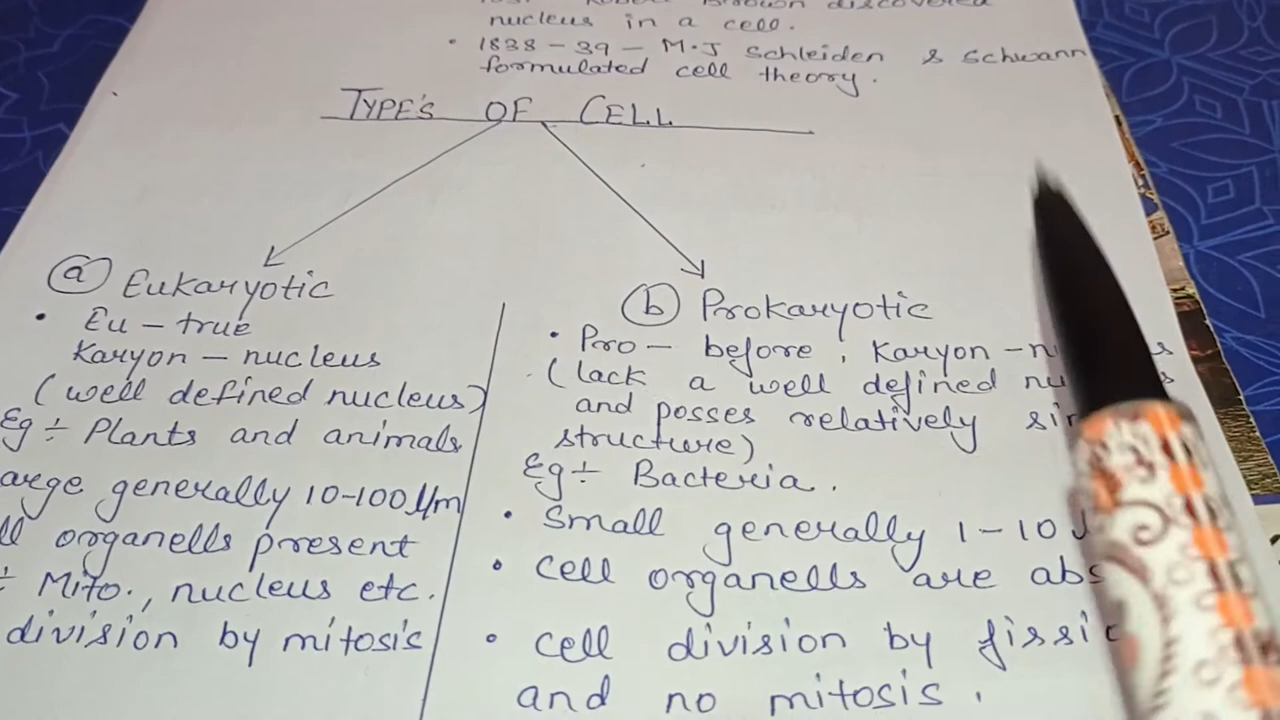 nucleus in a cell.
• 1838-39 - M.J Schleiden & Schwann
formulated cell theory.
TYPE'S OF CELL
(a) Eukaryotic
• Eu - true
Karyon - nucleus
(well defined nucleus)
Eg ÷ Plants and animals
generally 10-100 μm
organells present
Mito., nucleus etc.
division by mitosis
(b) Prokaryotic
• Pro - before, Karyon -
(lack a well defined
and posses relatively
structure)
Eg ÷ Bacteria.
• Small generally 1-10
• cell organells are
• cell division by
and no mitosis.